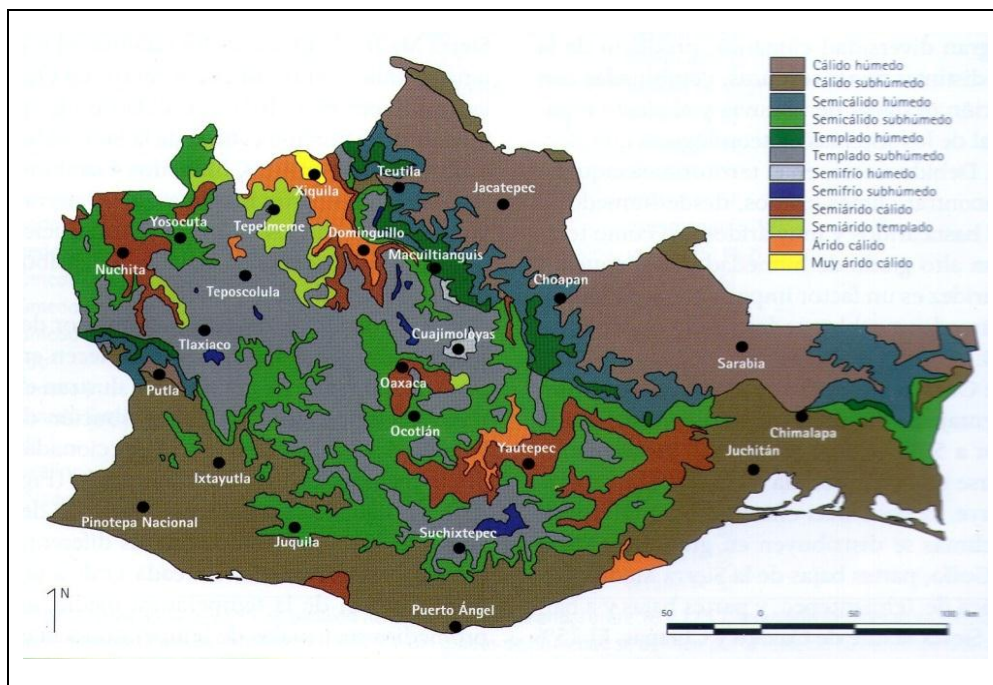 Cálido húmedo
Cálido subhúmedo
Semicálido húmedo
Semicálido subhúmedo
Templado húmedo
Templado subhúmedo
Semifrío húmedo
Semifrío subhúmedo
Semiárido cálido
Semiárido templado
Árido cálido
Muy árido cálido
Xiquila
Teutila
Jacatepec
Yosocuta
Tepelmeme
Dominguillo
Nuchita
Macuiltianguis
Teposcolula
Choapan
Tlaxiaco
Cuajimoloyas
Sarabia
Putla
Oaxaca
Ocotlán
Chimalapa
Yautepec
Juchitán
Ixtayutla
Pinotepa Nacional
Juquila
Suchixtepec
Puerto Ángel
N
50 0 50 1000 km